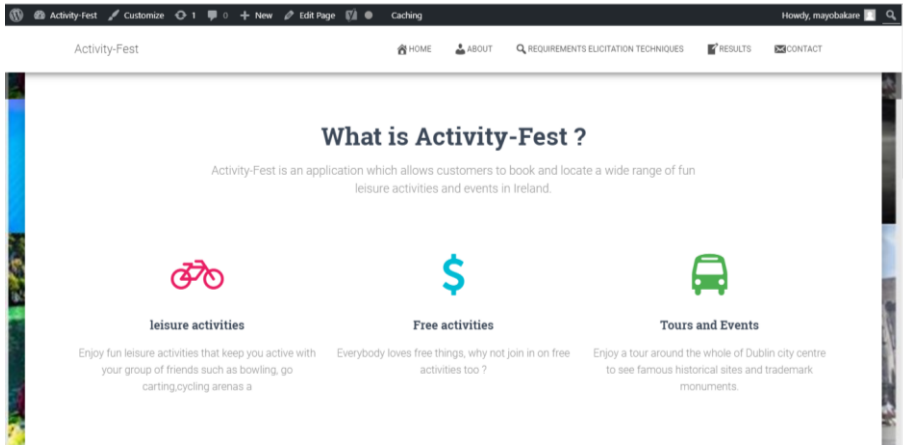 Activity-Fest Customize 1 0 New Edit Page Caching Howdy, mayobakare
Activity-Fest HOME ABOUT REQUIREMENTS ELICITATION TECHNIQUES RESULTS CONTACT
What is Activity-Fest ?
Activity-Fest is an application which allows customers to book and locate a wide range of fun
leisure activities and events in Ireland.
$
leisure activities
Enjoy fun leisure activities that keep you active with
your group of friends such as bowling, go
carting,cycling arenas a
Free activities
Everybody loves free things, why not join in on free
activities too ?
Tours and Events
Enjoy a tour around the whole of Dublin city centre
to see famous historical sites and trademark
monuments.